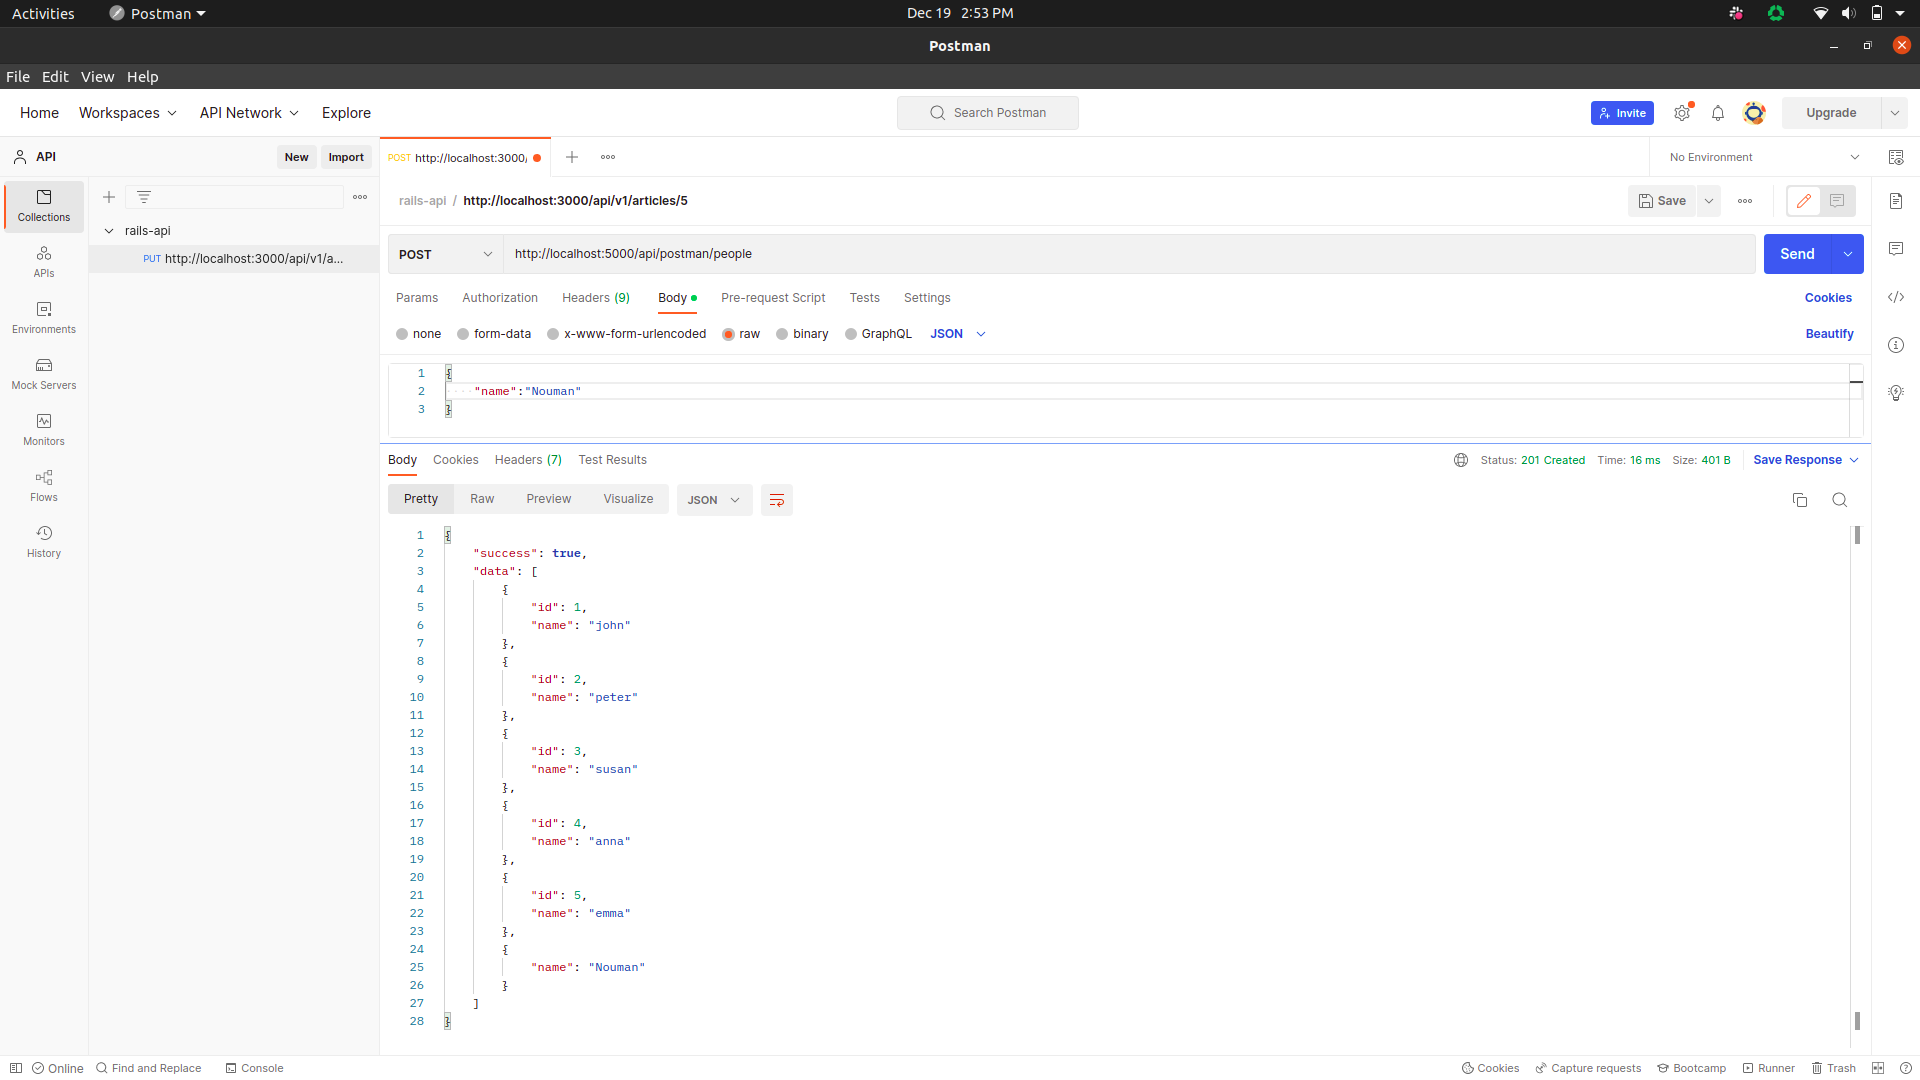 Activities Postman Dec 19 2:53 PM
Postman
File Edit View Help
Home Workspaces API Network Explore Search Postman Invite Upgrade
API New Import POST http://localhost:3000/ No Environment
Collections
APIs
Environments
Mock Servers
Monitors
Flows
History
rails-api
PUT http://localhost:3000/api/v1/a...
rails-api / http://localhost:3000/api/v1/articles/5 Save
POST http://localhost:5000/api/postman/people Send
Params Authorization Headers (9) Body Pre-request Script Tests Settings Cookies
none form-data x-www-form-urlencoded raw binary GraphQL JSON Beautify
1 {
2 "name":"Nouman"
3 }
Body Cookies Headers (7) Test Results Status: 201 Created Time: 16 ms Size: 401 B Save Response
Pretty Raw Preview Visualize JSON
1 {
2 "success": true,
3 "data": [
4 {
5 "id": 1,
6 "name": "john"
7 },
8 {
9 "id": 2,
10 "name": "peter"
11 },
12 {
13 "id": 3,
14 "name": "susan"
15 },
16 {
17 "id": 4,
18 "name": "anna"
19 },
20 {
21 "id": 5,
22 "name": "emma"
23 },
24 {
25 "name": "Nouman"
26 }
27 ]
28 }
Online Find and Replace Console Cookies Capture requests Bootcamp Runner Trash